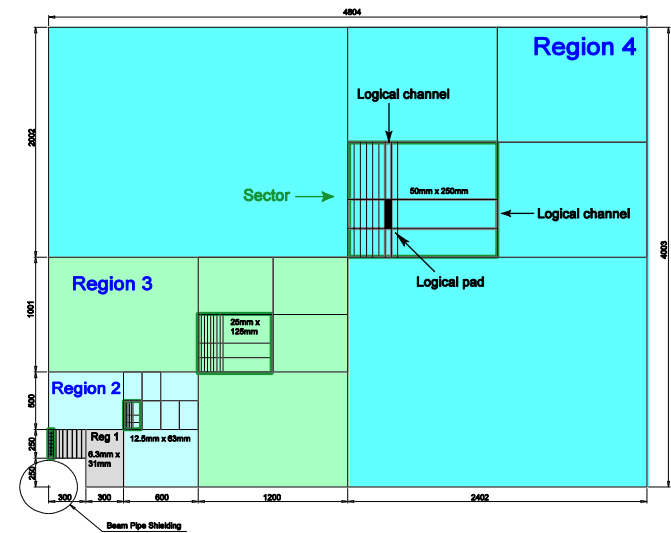 4804
Region 4
Logical channel
2002
50mm x 250mm
Sector
Logical channel
4003
Logical pad
Region 3
1001
25mm x
125mm
Region 2
500
Reg 1
12.5mm x 63mm
250
6.3mm x
31mm
250
300
300
600
1200
2402
Beam Pipe Shielding